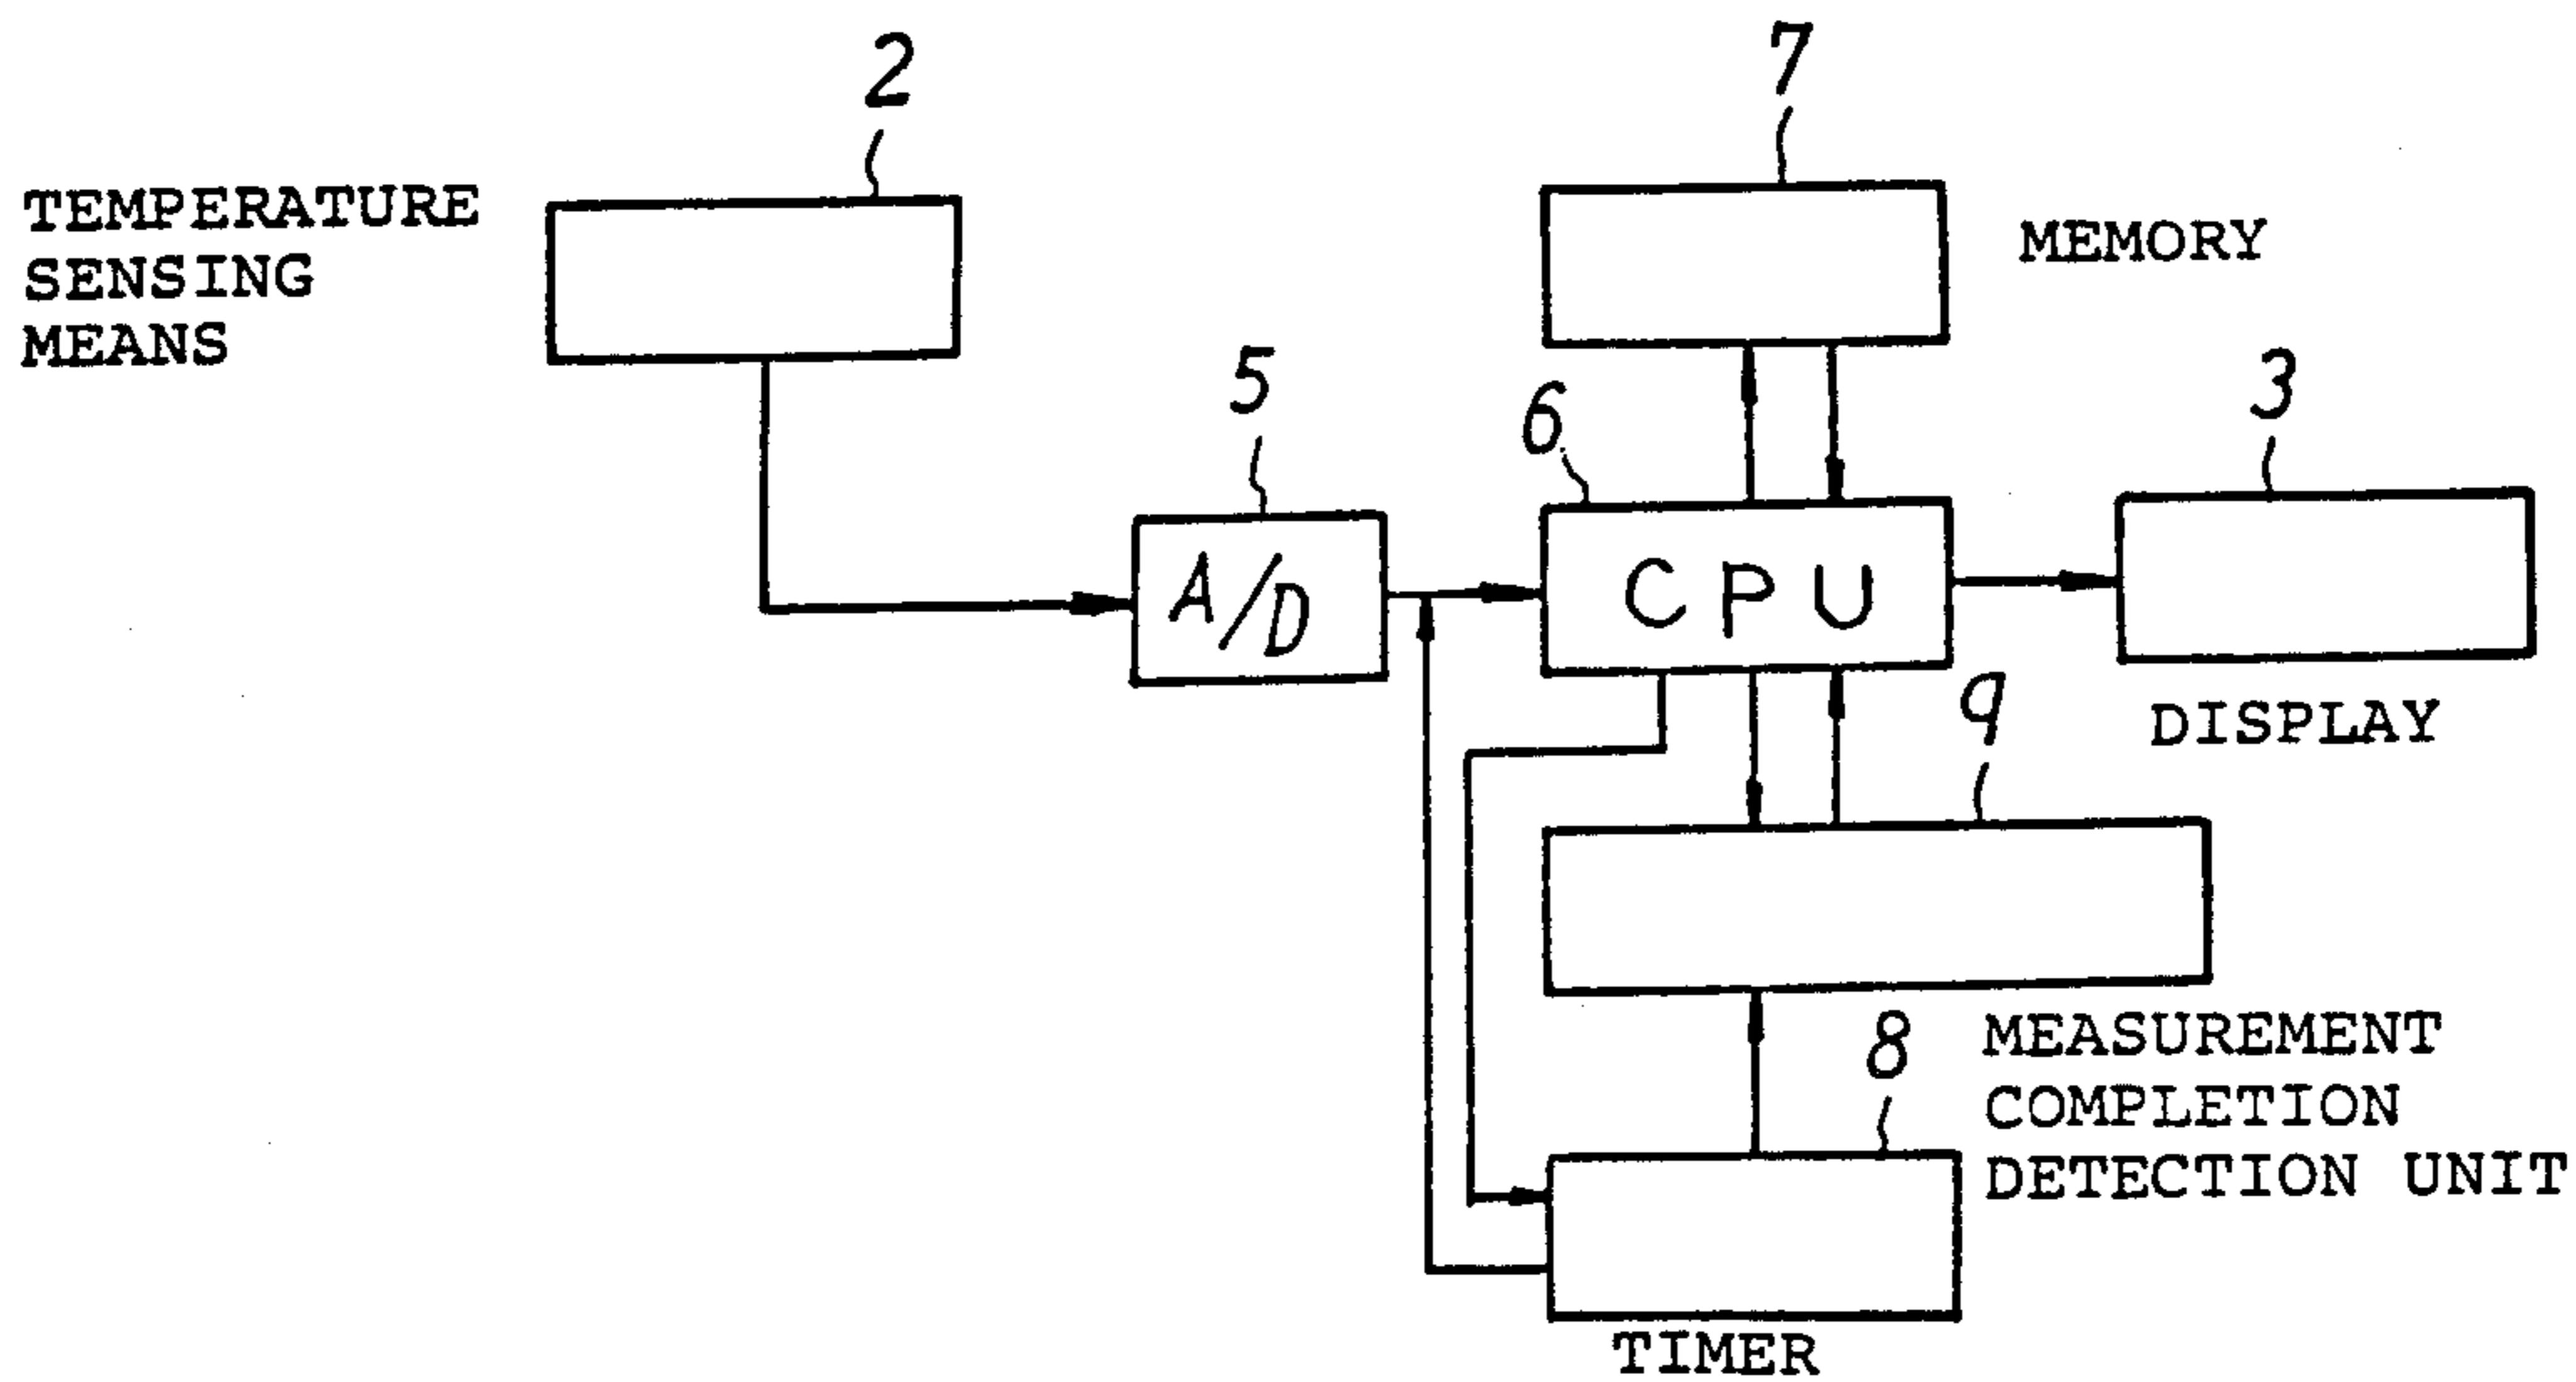 2
7
TEMPERATURE
SENSING
MEANS
MEMORY
5
6
3
A/D
CPU
DISPLAY
9
8
MEASUREMENT
COMPLETION
DETECTION UNIT
TIMER